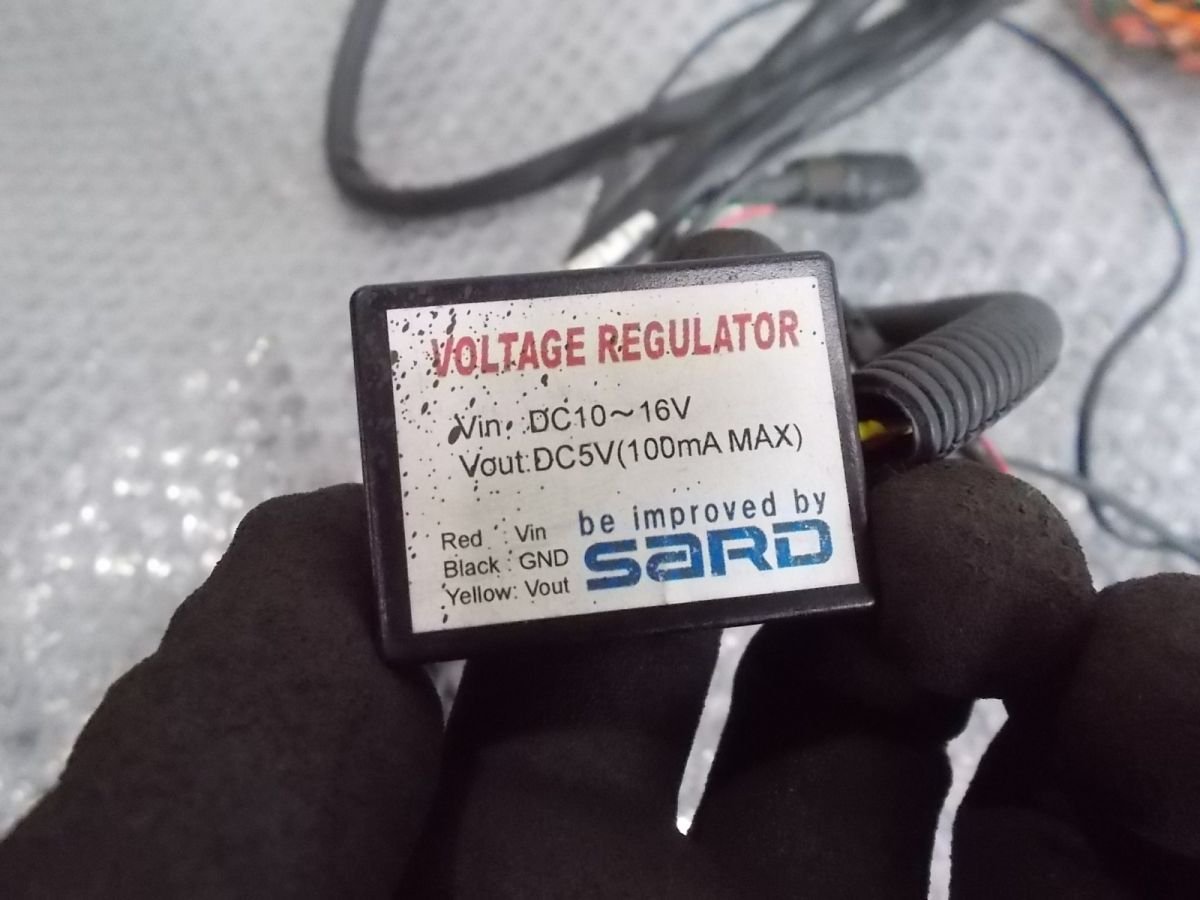 VOLTAGE REGULATOR
Vin: DC10～16V
Vout:DC5V(100mA MAX)
be improved by
SARD
Red : Vin
Black : GND
Yellow: Vout